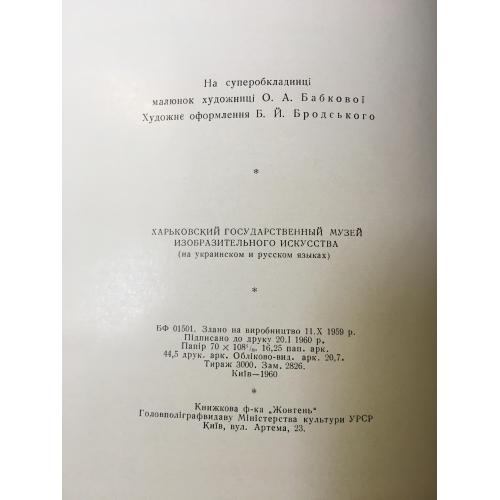 На суперобкладинці
малюнок художниці О. А. Бабкової
Художнє оформлення Б. Й. Бродського
*
ХАРЬКОВСКИЙ ГОСУДАРСТВЕННЫЙ МУЗЕЙ
ИЗОБРАЗИТЕЛЬНОГО ИСКУССТВА
(на украинском и русском языках)
*
БФ 01501. Здано на виробництво 11.X 1959 р.
Підписано до друку 20.I 1960 р.
Папір 70 × 108¹/₈, 16,25 пап. арк.
44,5 друк. арк. Обліково-вид. арк. 20,7.
Тираж 3000. Зам. 2826.
Київ—1960
*
Книжкова ф-ка „Жовтень"
Головполіграфвидаву Міністерства культури УРСР
Київ, вул. Артема, 23.